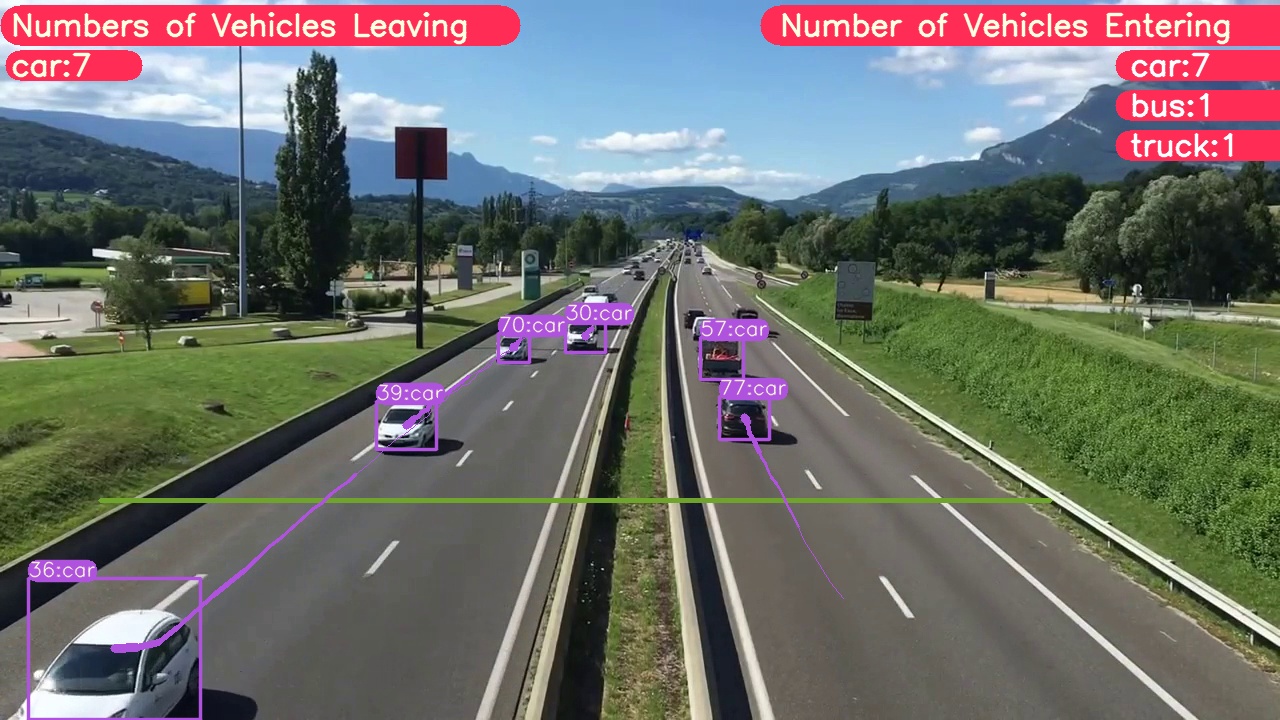 Numbers of Vehicles Leaving
Number of Vehicles Entering
car:7
car:7
bus:1
truck:1
30:car
70:car
57:car
77:car
39:car
36:car